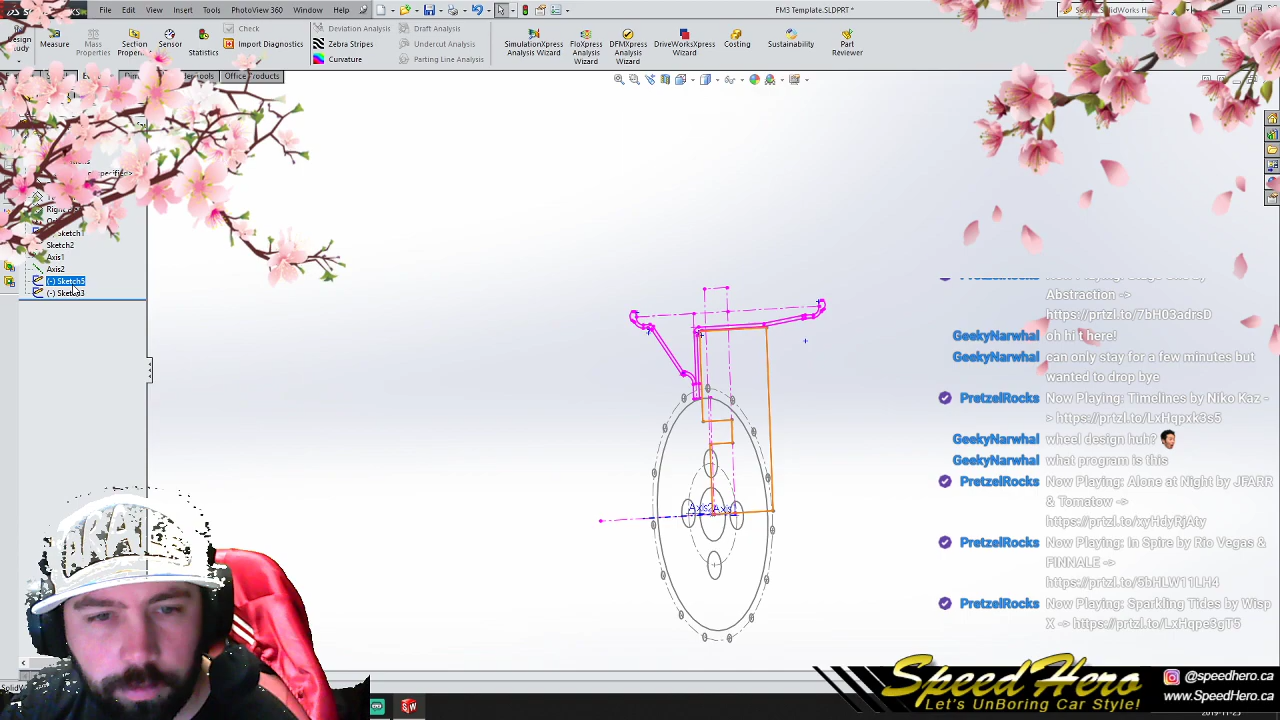 File Edit View Insert Tools PhotoView 360 Window Help FM3 Template.SLDPRT *
Design Study
Measure
Mass Properties
Section
Sensor
Statistics
Check
Import Diagnostics
Deviation Analysis
Zebra Stripes
Curvature
Draft Analysis
Undercut Analysis
Parting Line Analysis
SimulationXpress Analysis Wizard
FloXpress Analysis Wizard
DFMXpress Analysis Wizard
DriveWorksXpress Wizard
Costing
Sustainability
Part Reviewer
Office Products
Sketch1
Sketch2
Axis1
Axis2
(-) Sketch5
(-) Sketch3
Abstraction ->
https://prtzl.to/7bH03adrsD
GeekyNarwhal oh hi t here!
GeekyNarwhal can only stay for a few minutes but
wanted to drop bye
PretzelRocks Now Playing: Timelines by Niko Kaz -
> https://prtzl.to/LxHqpxk3s5
GeekyNarwhal wheel design huh?
GeekyNarwhal what program is this
PretzelRocks Now Playing: Alone at Night by JFARR
& Tomatow ->
https://prtzl.to/xyHdyRjAty
PretzelRocks Now Playing: In Spire by Rio Vegas &
FINNALE ->
https://prtzl.to/5bHLW11LH4
PretzelRocks Now Playing: Sparkling Tides by Wisp
X -> https://prtzl.to/LxHqpe3gT5
SpeedHero
Let's UnBoring Car Style!
@speedhero.ca
www.SpeedHero.ca